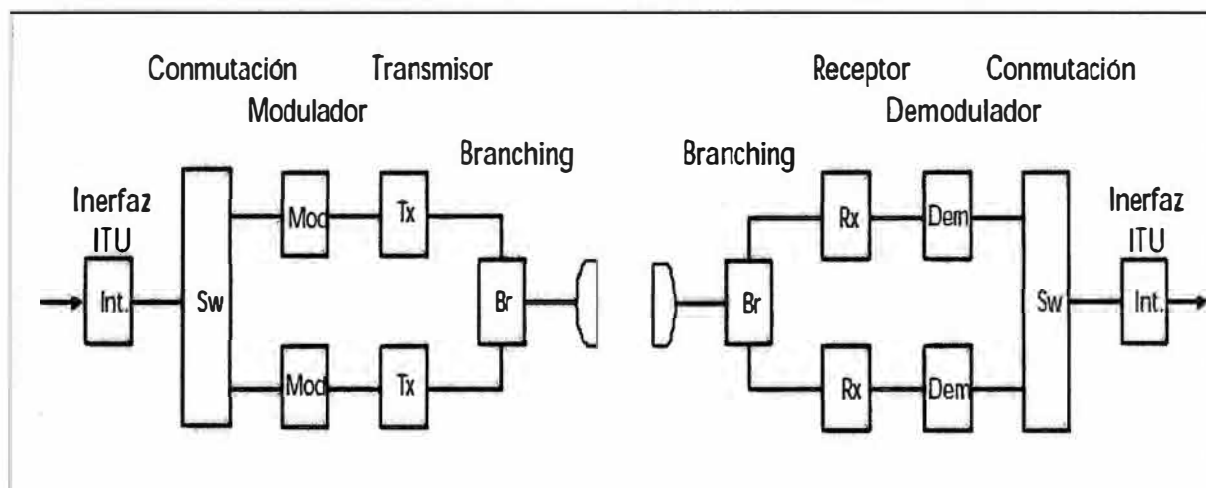 Conmutación Transmisor Receptor Conmutación
Modulador Demodulador
Branching Branching
Inerfaz
ITU
Inerfaz
ITU
Mod Tx Rx Dem
Int. Sw Br Br Sw Int.
Mod Tx Rx Dem